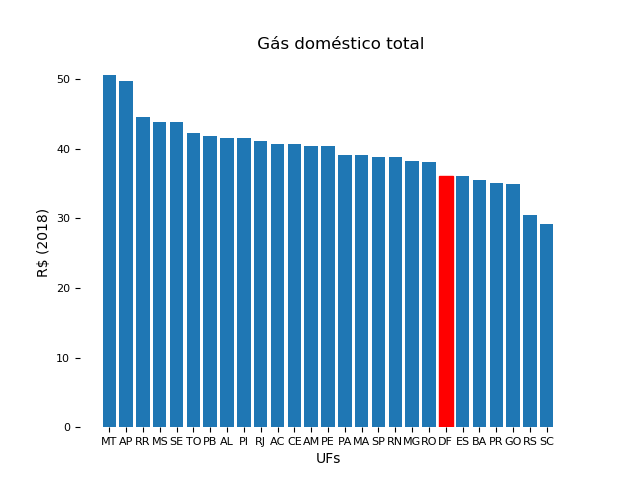 Gás doméstico total
R$ (2018)
50
40
30
20
10
0
MT AP RR MS SE TO PB AL PI RJ AC CE AM PE PA MA SP RN MG RO DF ES BA PR GO RS SC
UFs